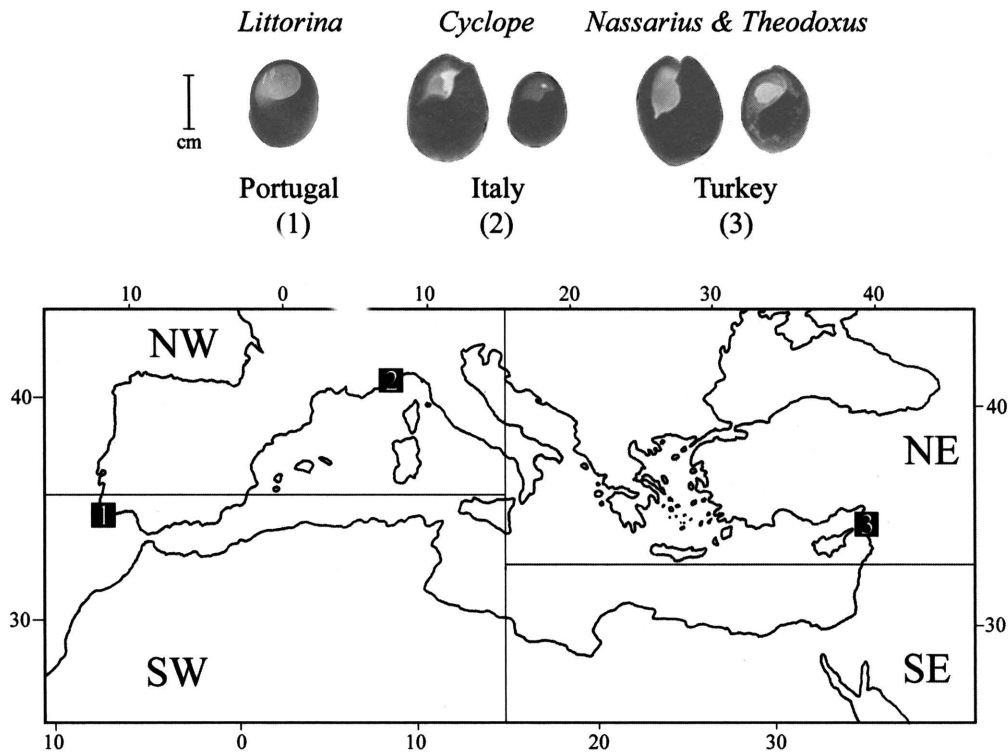 Littorina Cyclope Nassarius & Theodoxus
cm
Portugal Italy Turkey
(1) (2) (3)
10 0 10 20 30 40
NW
2
40 40
NE
1 3
30 30
SW SE
10 0 10 20 30